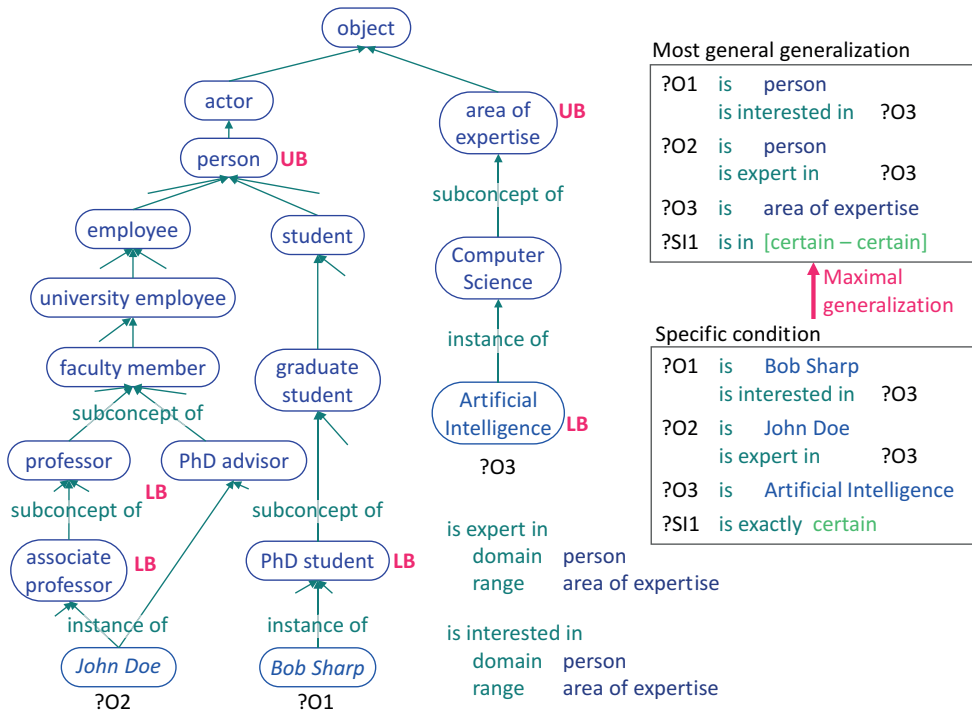 object
actor
person
UB
area of
expertise
UB
subconcept of
employee
student
university employee
Computer
Science
faculty member
graduate
student
instance of
subconcept of
Artificial
Intelligence
LB
?O3
professor
LB
PhD advisor
subconcept of
subconcept of
associate
professor
LB
PhD student
LB
instance of
instance of
John Doe
?O2
Bob Sharp
?O1
is expert in
domain person
range area of expertise
is interested in
domain person
range area of expertise
Most general generalization
?O1 is person
is interested in ?O3
?O2 is person
is expert in ?O3
?O3 is area of expertise
?SI1 is in [certain – certain]
Maximal
generalization
Specific condition
?O1 is Bob Sharp
is interested in ?O3
?O2 is John Doe
is expert in ?O3
?O3 is Artificial Intelligence
?SI1 is exactly certain